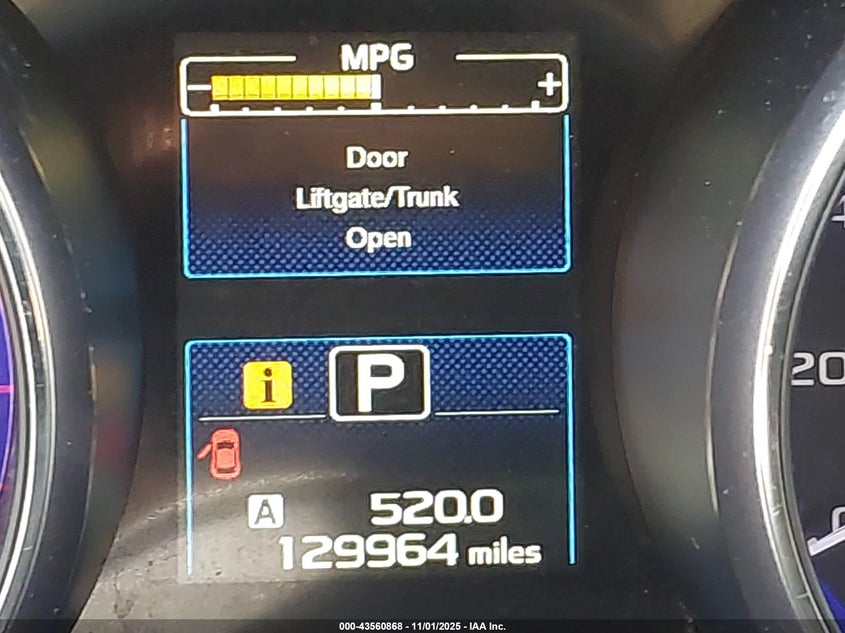 MPG
- +
Door
Liftgate/Trunk
Open
i P
A 520.0
129964 miles
20
000-43560868 - 11/01/2025 - IAA Inc.